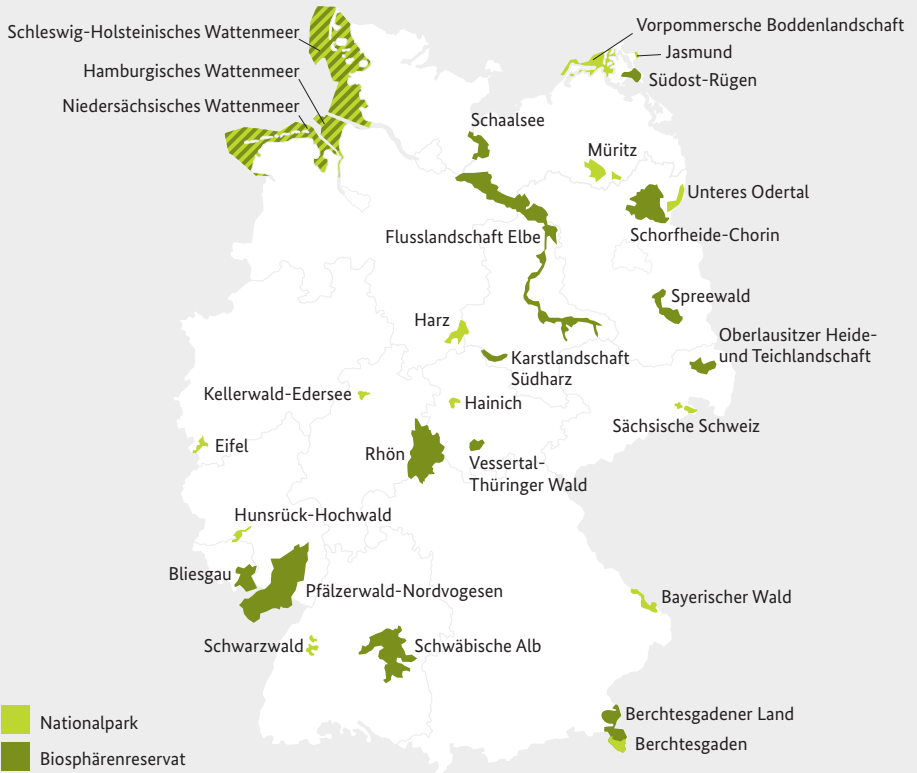 Schleswig-Holsteinisches Wattenmeer
Hamburgisches Wattenmeer
Niedersächsisches Wattenmeer
Vorpommersche Boddenlandschaft
Jasmund
Südost-Rügen
Schaalsee
Müritz
Unteres Odertal
Schorfheide-Chorin
Flusslandschaft Elbe
Spreewald
Harz
Oberlausitzer Heide-
und Teichlandschaft
Karstlandschaft
Südharz
Kellerwald-Edersee
Hainich
Sächsische Schweiz
Eifel
Rhön
Vessertal-
Thüringer Wald
Hunsrück-Hochwald
Bliesgau
Pfälzerwald-Nordvogesen
Bayerischer Wald
Schwarzwald
Schwäbische Alb
Berchtesgadener Land
Berchtesgaden
Nationalpark
Biosphärenreservat